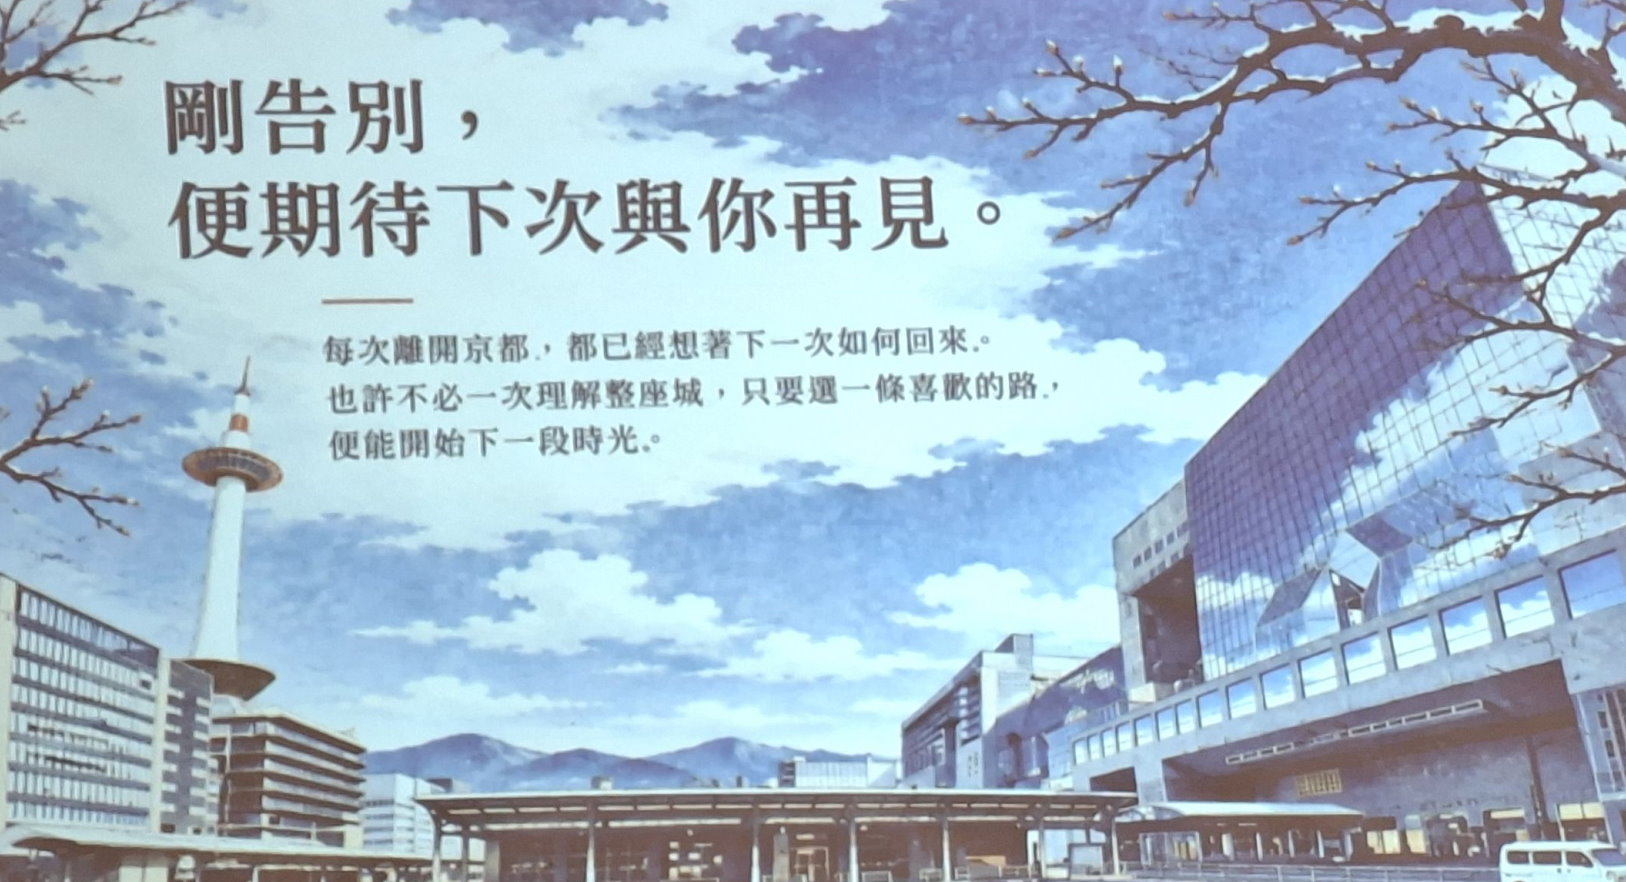 剛告別，
便期待下次與你再見。
每次離開京都，都已經想著下一次如何回來。
也許不必一次理解整座城，只要選一條喜歡的路，
便能開始下一段時光。